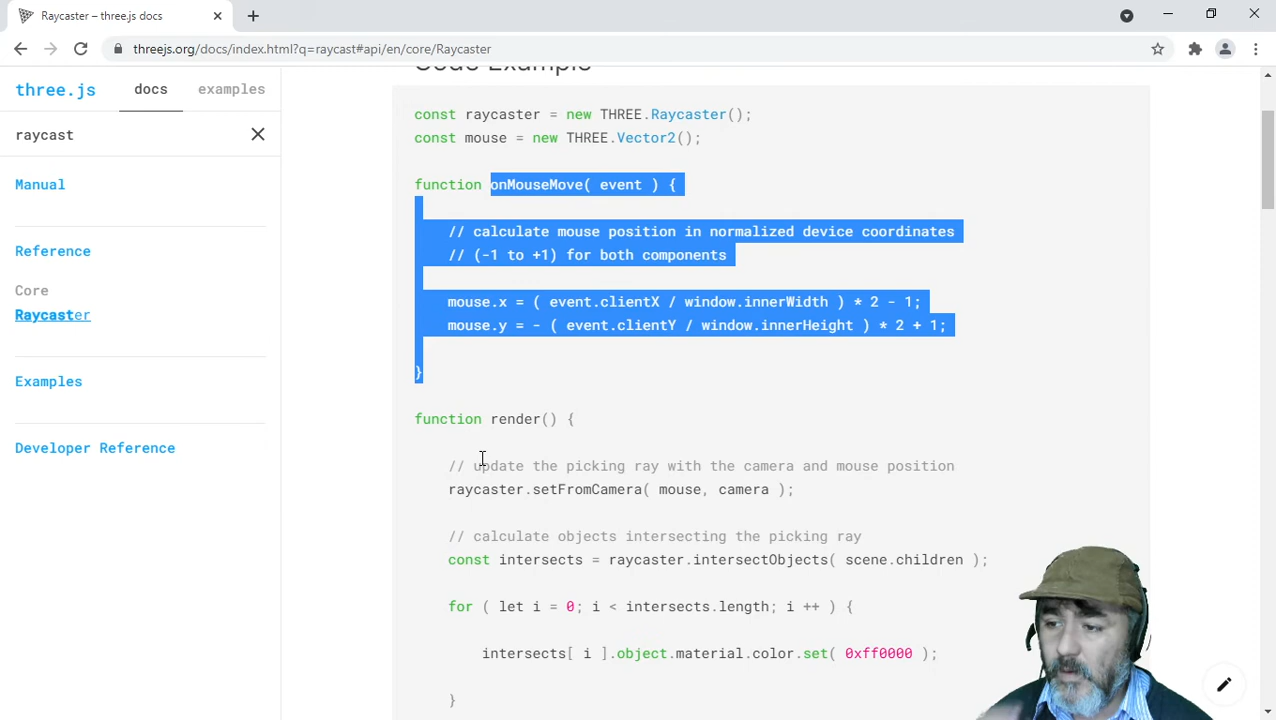 Raycaster – three.js docs
threejs.org/docs/index.html?q=raycast#api/en/core/Raycaster
three.js
docs
examples
raycast
Manual
Reference
Core
Raycaster
Examples
Developer Reference
Code Example
const raycaster = new THREE.Raycaster();
const mouse = new THREE.Vector2();
function onMouseMove( event ) {
// calculate mouse position in normalized device coordinates
// (-1 to +1) for both components
mouse.x = ( event.clientX / window.innerWidth ) * 2 - 1;
mouse.y = - ( event.clientY / window.innerHeight ) * 2 + 1;
}
function render() {
// update the picking ray with the camera and mouse position
raycaster.setFromCamera( mouse, camera );
// calculate objects intersecting the picking ray
const intersects = raycaster.intersectObjects( scene.children );
for ( let i = 0; i < intersects.length; i ++ ) {
intersects[ i ].object.material.color.set( 0xff0000 );
}